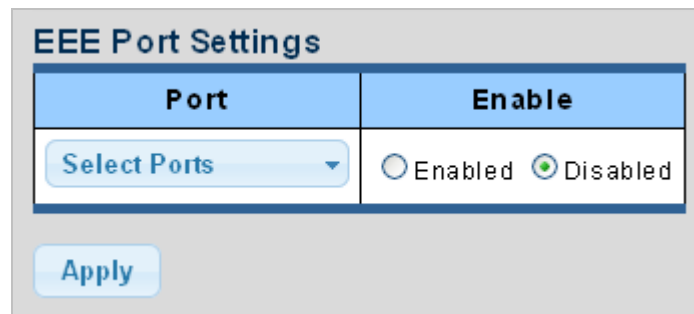 EEE Port Settings
Port Enable
Select Ports Enabled Disabled
Apply